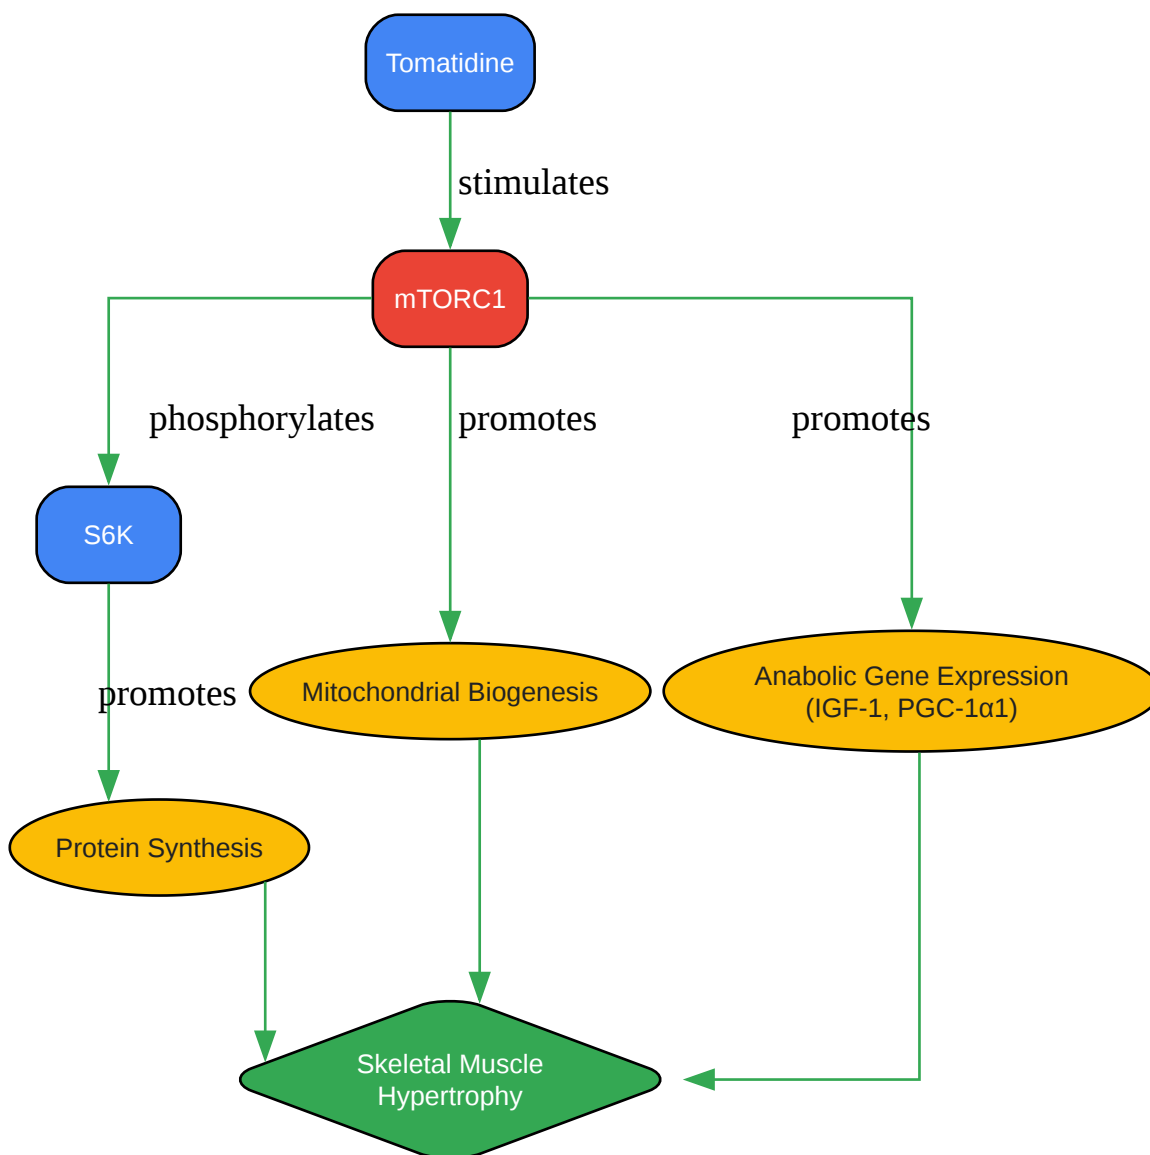 Tomatidine
stimulates
mTORC1
phosphorylates
promotes
promotes
S6K
promotes
Mitochondrial Biogenesis
Anabolic Gene Expression
(IGF-1, PGC-1α1)
Protein Synthesis
Skeletal Muscle
Hypertrophy